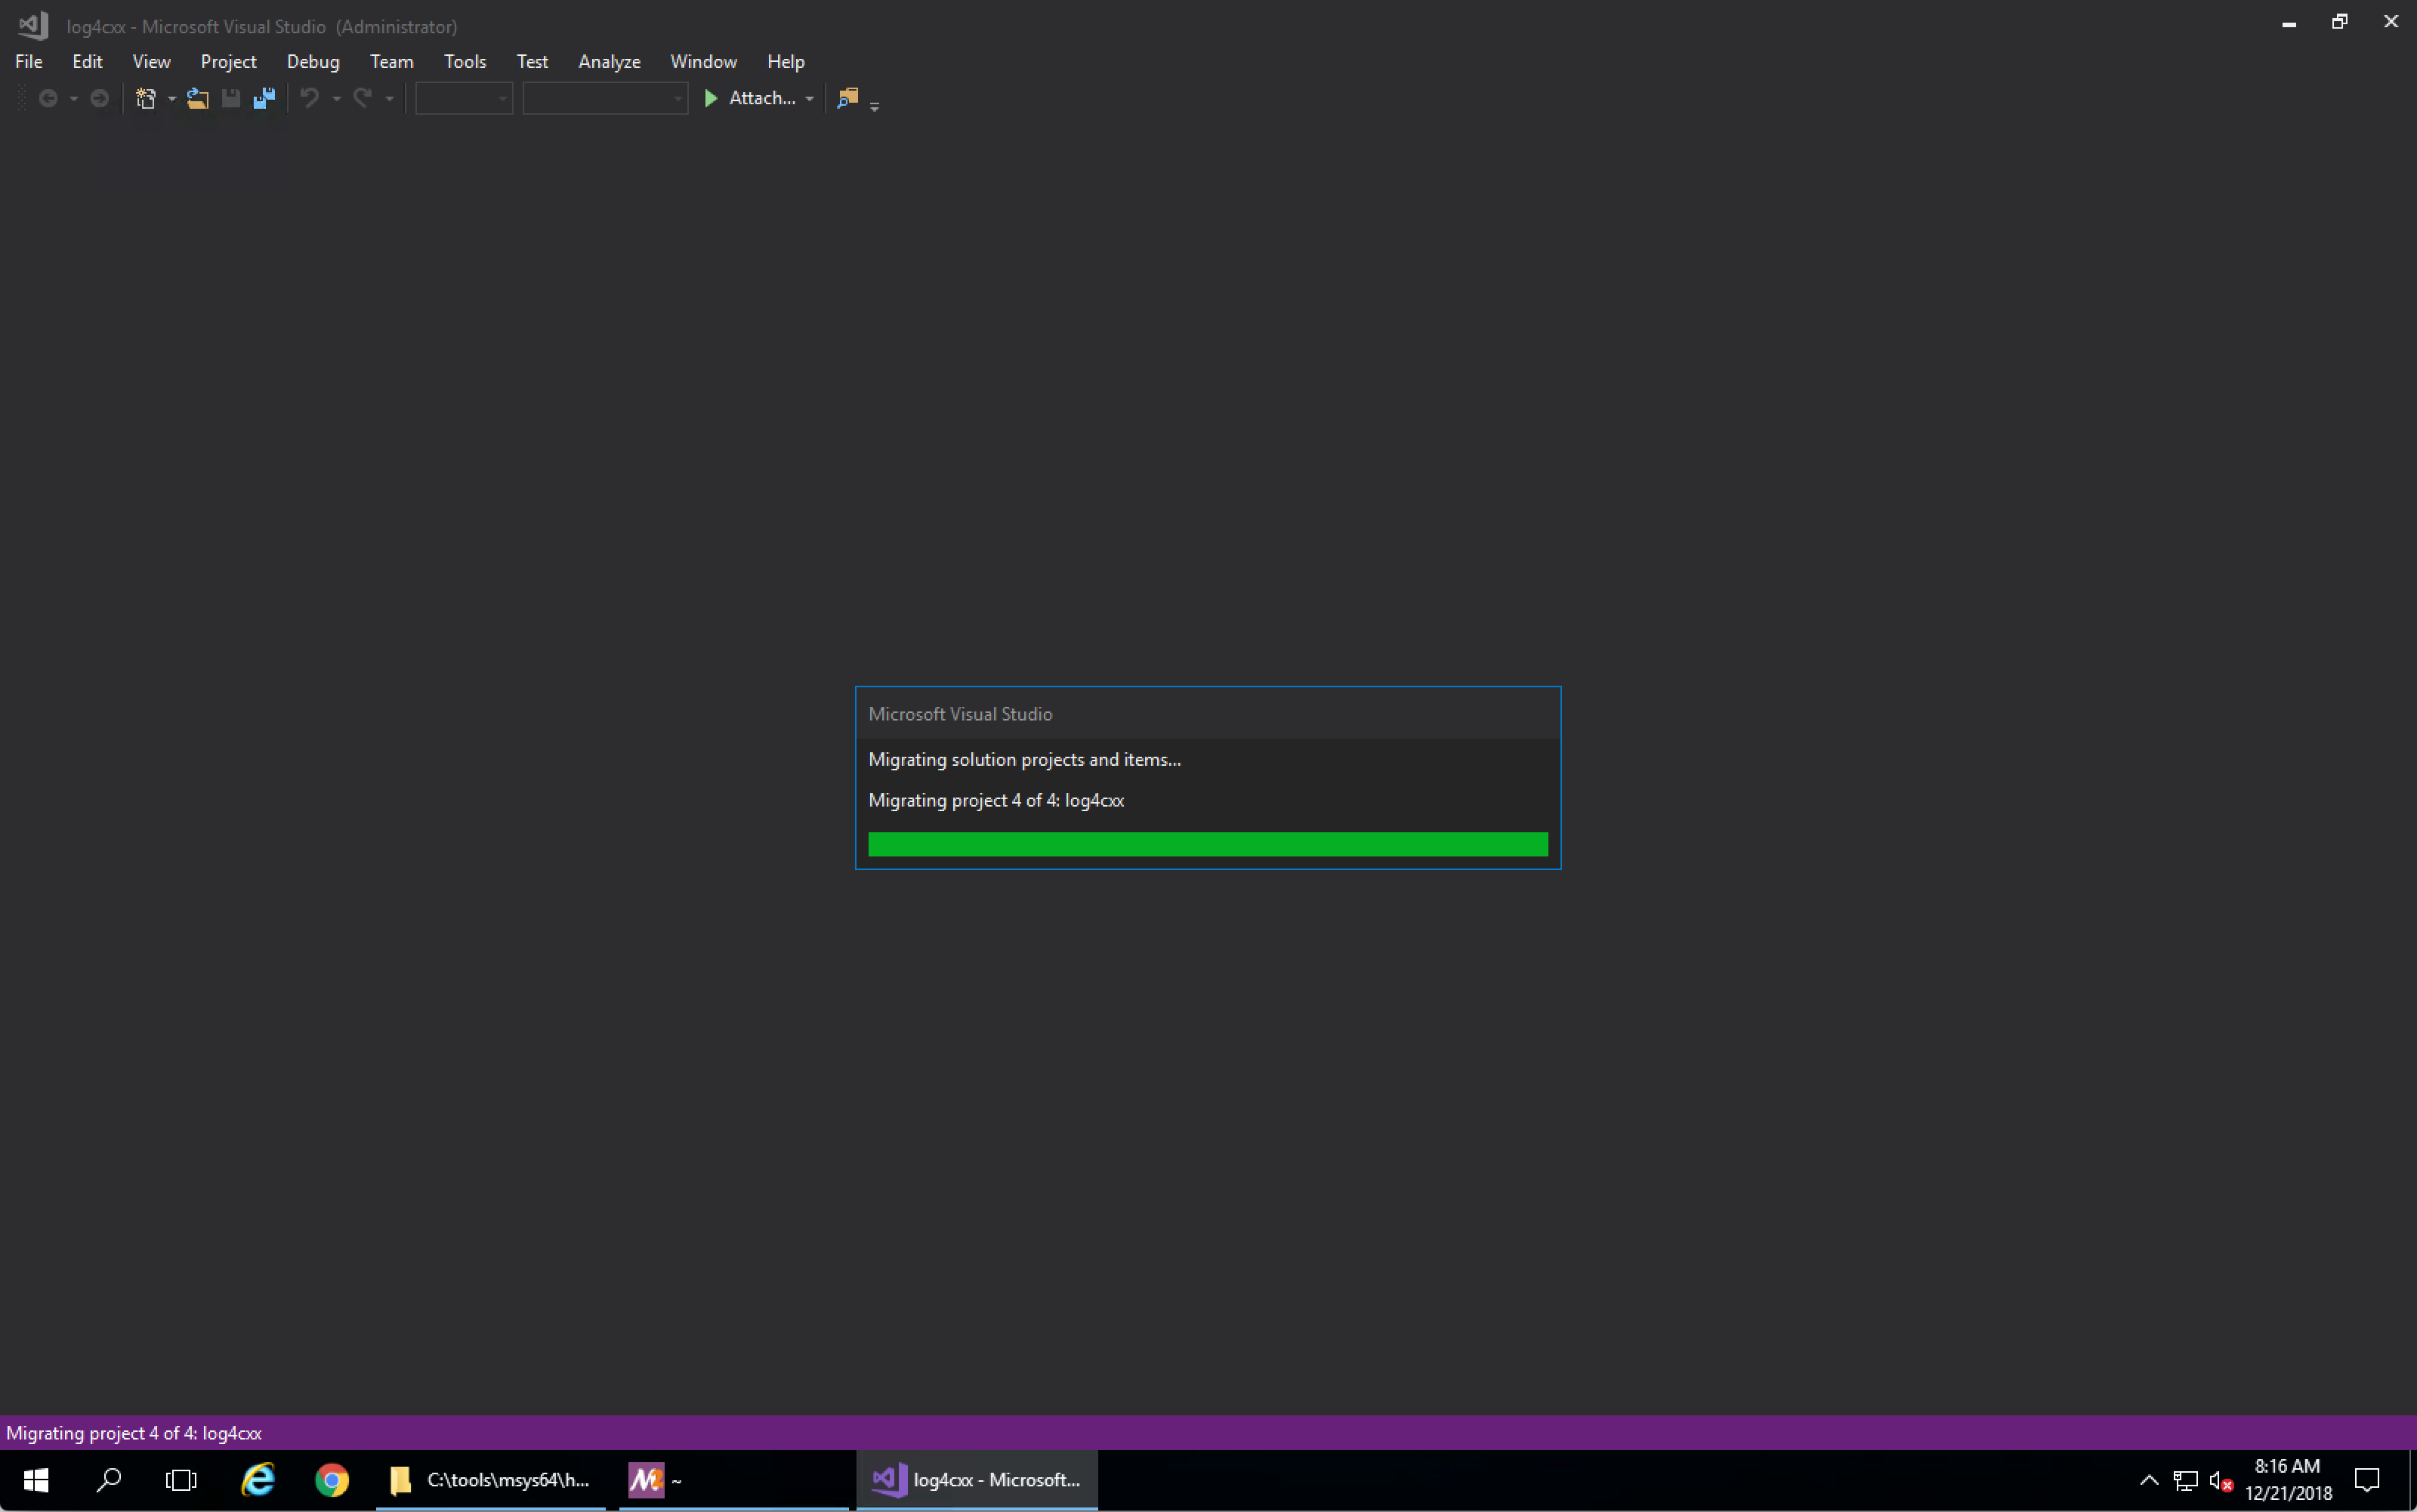 log4cxx - Microsoft Visual Studio (Administrator)
File Edit View Project Debug Team Tools Test Analyze Window Help
Attach...
Microsoft Visual Studio
Migrating solution projects and items...
Migrating project 4 of 4: log4cxx
Migrating project 4 of 4: log4cxx
C:\tools\msys64\h... ~ log4cxx - Microsoft...
8:16 AM
12/21/2018